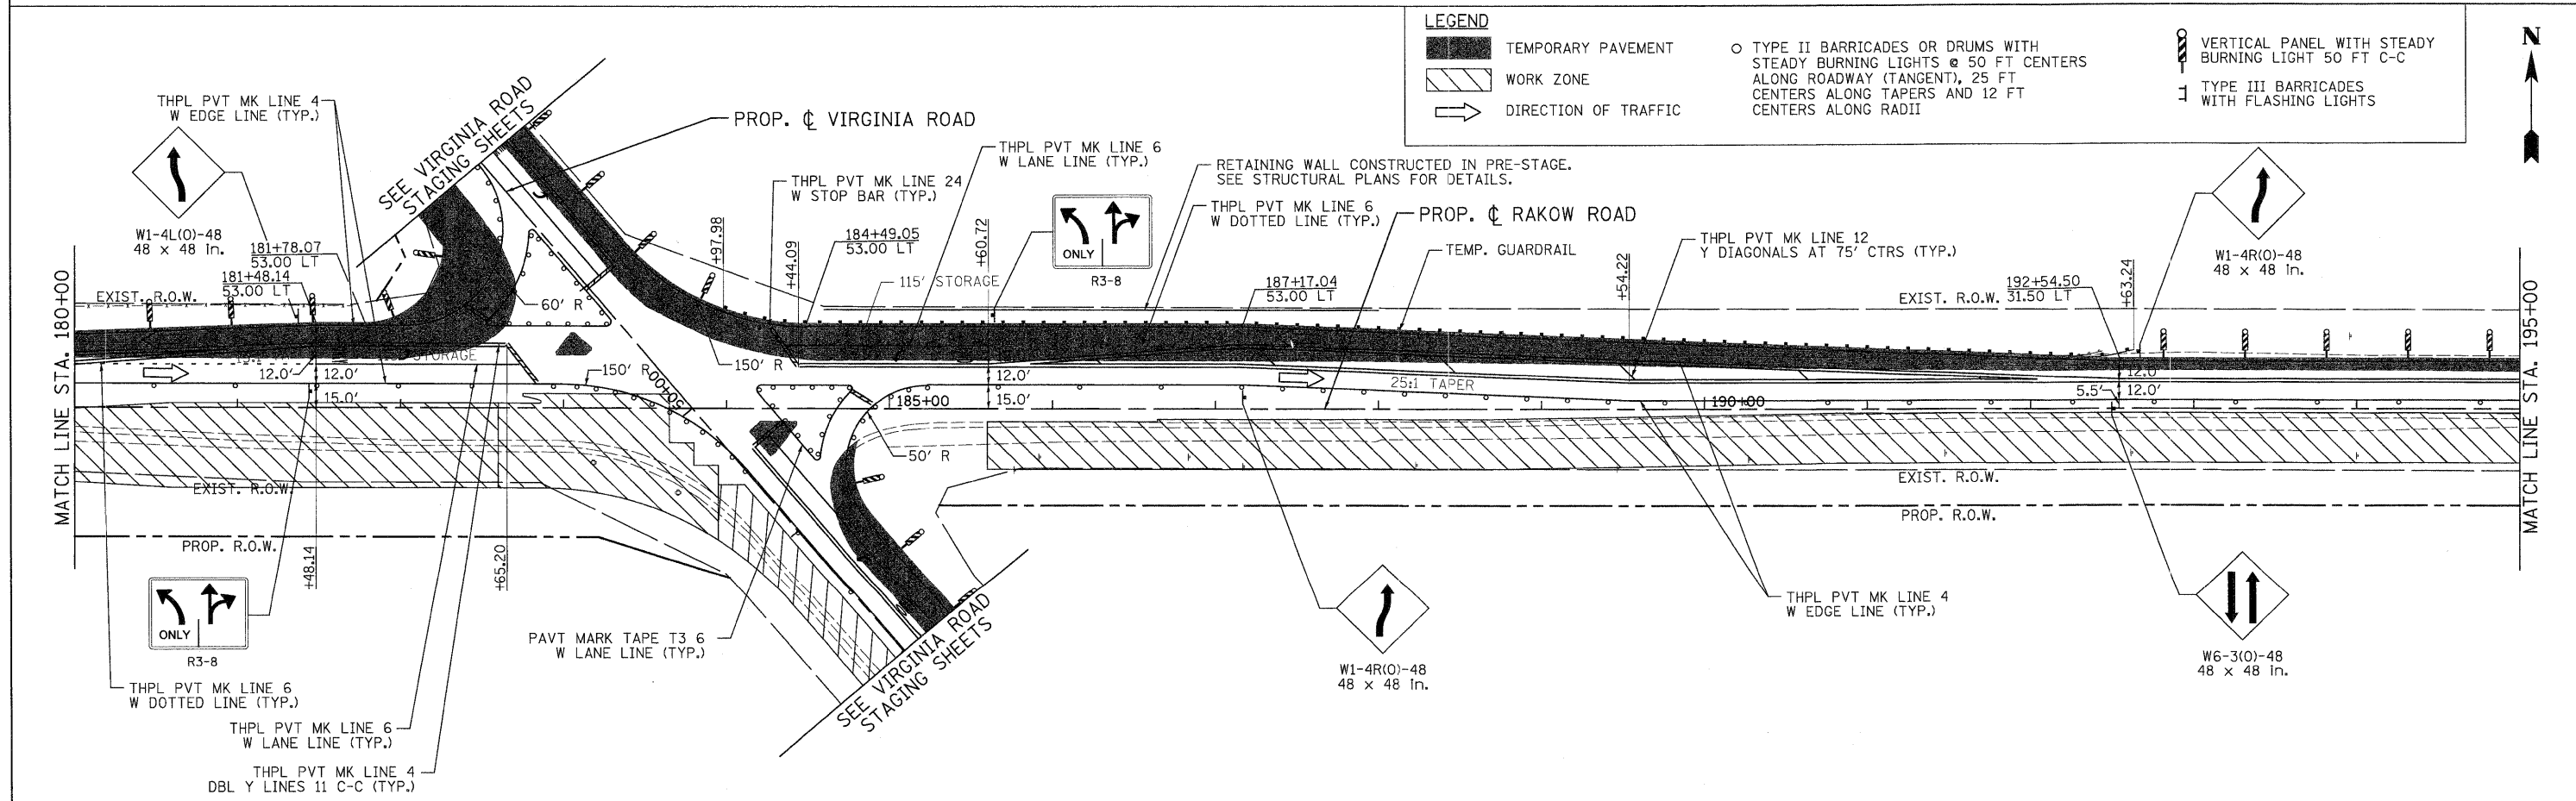 LEGEND
TEMPORARY PAVEMENT
WORK ZONE
DIRECTION OF TRAFFIC
TYPE II BARRICADES OR DRUMS WITH
STEADY BURNING LIGHTS @ 50 FT CENTERS
ALONG ROADWAY (TANGENT), 25 FT
CENTERS ALONG TAPERS AND 12 FT
CENTERS ALONG RADII
VERTICAL PANEL WITH STEADY
BURNING LIGHT 50 FT C-C
TYPE III BARRICADES
WITH FLASHING LIGHTS
N
THPL PVT MK LINE 4
W EDGE LINE (TYP.)
W1-4L(O)-48
48 x 48 in.
SEE VIRGINIA ROAD
STAGING SHEETS
PROP. ℄ VIRGINIA ROAD
THPL PVT MK LINE 24
W STOP BAR (TYP.)
THPL PVT MK LINE 6
W LANE LINE (TYP.)
RETAINING WALL CONSTRUCTED IN PRE-STAGE.
SEE STRUCTURAL PLANS FOR DETAILS.
THPL PVT MK LINE 6
W DOTTED LINE (TYP.)
PROP. ℄ RAKOW ROAD
TEMP. GUARDRAIL
THPL PVT MK LINE 12
Y DIAGONALS AT 75' CTRS (TYP.)
W1-4R(O)-48
48 x 48 in.
ONLY
R3-8
181+78.07
53.00 LT
181+48.14
53.00 LT
+97.98
+44.09
184+49.05
53.00 LT
+60.72
115' STORAGE
187+17.04
53.00 LT
+54.22
192+54.50
31.50 LT
+63.24
EXIST. R.O.W.
EXIST. R.O.W.
MATCH LINE STA. 180+00
MATCH LINE STA. 195+00
60' R
150' R
150' R
STORAGE
12.0'
12.0'
15.0'
504+00
185+00
12.0'
15.0'
25:1 TAPER
190+00
12.0'
5.5'
12.0'
50' R
EXIST. R.O.W.
EXIST. R.O.W.
PROP. R.O.W.
PROP. R.O.W.
+48.14
+65.20
ONLY
R3-8
PAVT MARK TAPE T3 6
W LANE LINE (TYP.)
SEE VIRGINIA ROAD
STAGING SHEETS
THPL PVT MK LINE 6
W DOTTED LINE (TYP.)
THPL PVT MK LINE 6
W LANE LINE (TYP.)
THPL PVT MK LINE 4
DBL Y LINES 11 C-C (TYP.)
W1-4R(O)-48
48 x 48 in.
THPL PVT MK LINE 4
W EDGE LINE (TYP.)
W6-3(O)-48
48 x 48 in.